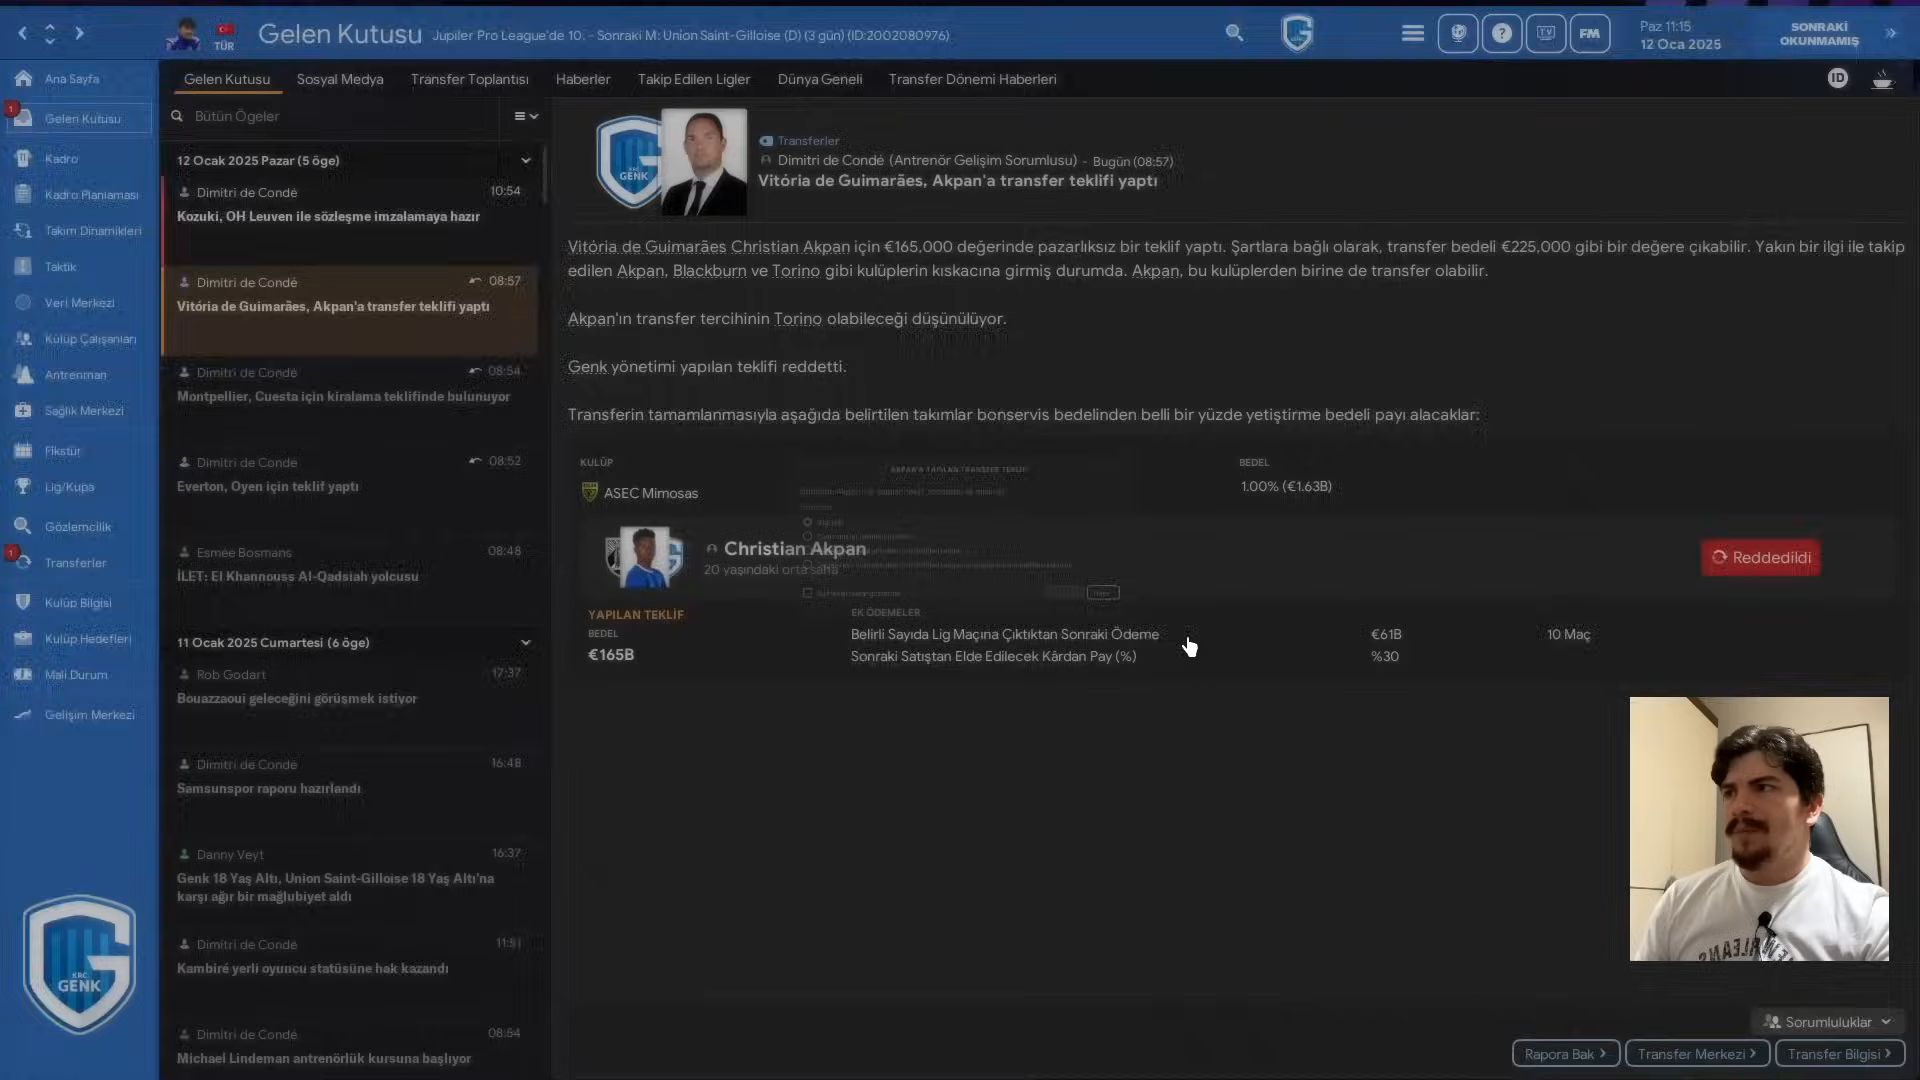 TÜR
Gelen Kutusu
Jupiler Pro League'de 10. - Sonraki M: Union Saint-Gilloise (D) (3 gün) (ID:2002080976)
?
TV
FM
Paz 11:15
12 Oca 2025
SONRAKİ
OKUNMAMIŞ
Ana Sayfa
1
Gelen Kutusu
Kadro
Kadro Planlaması
Takım Dinamikleri
Taktik
Veri Merkezi
Kulüp Çalışanları
Antrenman
Sağlık Merkezi
Fikstür
Lig/Kupa
Gözlemcilik
1
Transferler
Kulüp Bilgisi
Kulüp Hedefleri
Mali Durum
Gelişim Merkezi
KRC
GENK
Gelen Kutusu
Sosyal Medya
Transfer Toplantısı
Haberler
Takip Edilen Ligler
Dünya Geneli
Transfer Dönemi Haberleri
ID
Bütün Ögeler
12 Ocak 2025 Pazar (5 öge)
Dimitri de Condé 10:54
Kozuki, OH Leuven ile sözleşme imzalamaya hazır
Dimitri de Condé 08:57
Vitória de Guimarães, Akpan'a transfer teklifi yaptı
Dimitri de Condé 08:54
Montpellier, Cuesta için kiralama teklifinde bulunuyor
Dimitri de Condé 08:52
Everton, Oyen için teklif yaptı
Esmée Bosmans 08:48
İLET: El Khannouss Al-Qadsiah yolcusu
11 Ocak 2025 Cumartesi (6 öge)
Rob Godart 17:37
Bouazzaoui geleceğini görüşmek istiyor
Dimitri de Condé 16:48
Samsunspor raporu hazırlandı
Danny Veyt 16:37
Genk 18 Yaş Altı, Union Saint-Gilloise 18 Yaş Altı'na
karşı ağır bir mağlubiyet aldı
Dimitri de Condé 11:51
Kambiré yerli oyuncu statüsüne hak kazandı
Dimitri de Condé 08:54
Michael Lindeman antrenörlük kursuna başlıyor
GENK
Transferler
Dimitri de Condé (Antrenör Gelişim Sorumlusu) - Bugün (08:57)
Vitória de Guimarães, Akpan'a transfer teklifi yaptı
Vitória de Guimarães Christian Akpan için €165,000 değerinde pazarlıksız bir teklif yaptı. Şartlara bağlı olarak, transfer bedeli €225,000 gibi bir değere çıkabilir. Yakın bir ilgi ile takip
edilen Akpan, Blackburn ve Torino gibi kulüplerin kıskacına girmiş durumda. Akpan, bu kulüplerden birine de transfer olabilir.
Akpan'ın transfer tercihinin Torino olabileceği düşünülüyor.
Genk yönetimi yapılan teklifi reddetti.
Transferin tamamlanmasıyla aşağıda belirtilen takımlar bonservis bedelinden belli bir yüzde yetiştirme bedeli payı alacaklar:
KULÜP BEDEL
ASEC Mimosas 1.00% (€1.63B)
AKPAN'A YAPILAN TRANSFER TEKLİFİ
Christian Akpan
20 yaşındaki orta saha
Reddedildi
YAPILAN TEKLİF
BEDEL
€165B
EK ÖDEMELER
Belirli Sayıda Lig Maçına Çıktıktan Sonraki Ödeme €61B 10 Maç
Sonraki Satıştan Elde Edilecek Kârdan Pay (%) %30
Sorumluluklar
Rapora Bak
Transfer Merkezi
Transfer Bilgisi